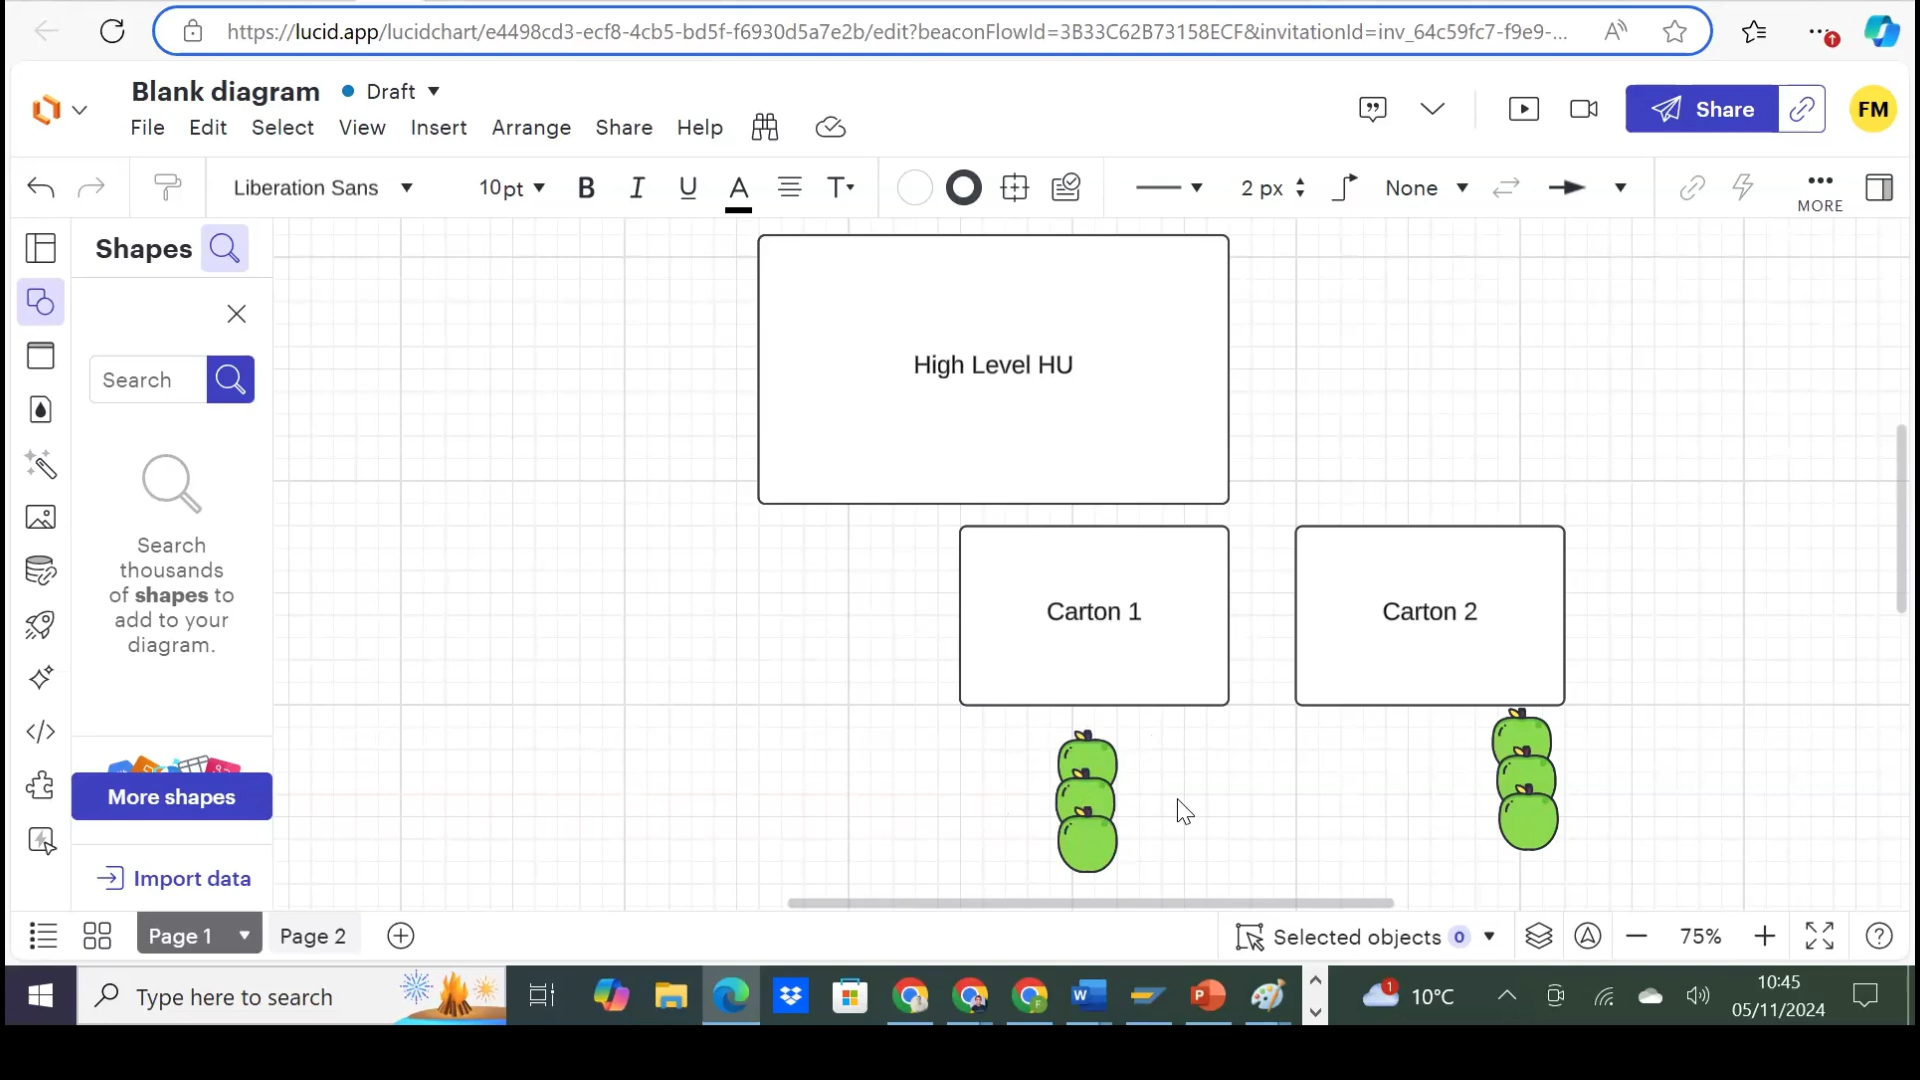 https://lucid.app/lucidchart/e4498cd3-ecf8-4cb5-bd5f-f6930d5a7e2b/edit?beaconFlowId=3B33C62B73158ECF&invitationId=inv_64c59fc7-f9e9-...
Blank diagram Draft
File Edit Select View Insert Arrange Share Help
Share
FM
Liberation Sans 10pt B I U A T 2 px None MORE
Shapes
Search
Search
thousands
of shapes to
add to your
diagram.
More shapes
Import data
High Level HU
Carton 1 Carton 2
Page 1 Page 2 Selected objects 0 75%
Type here to search
1 10°C
10:45
05/11/2024